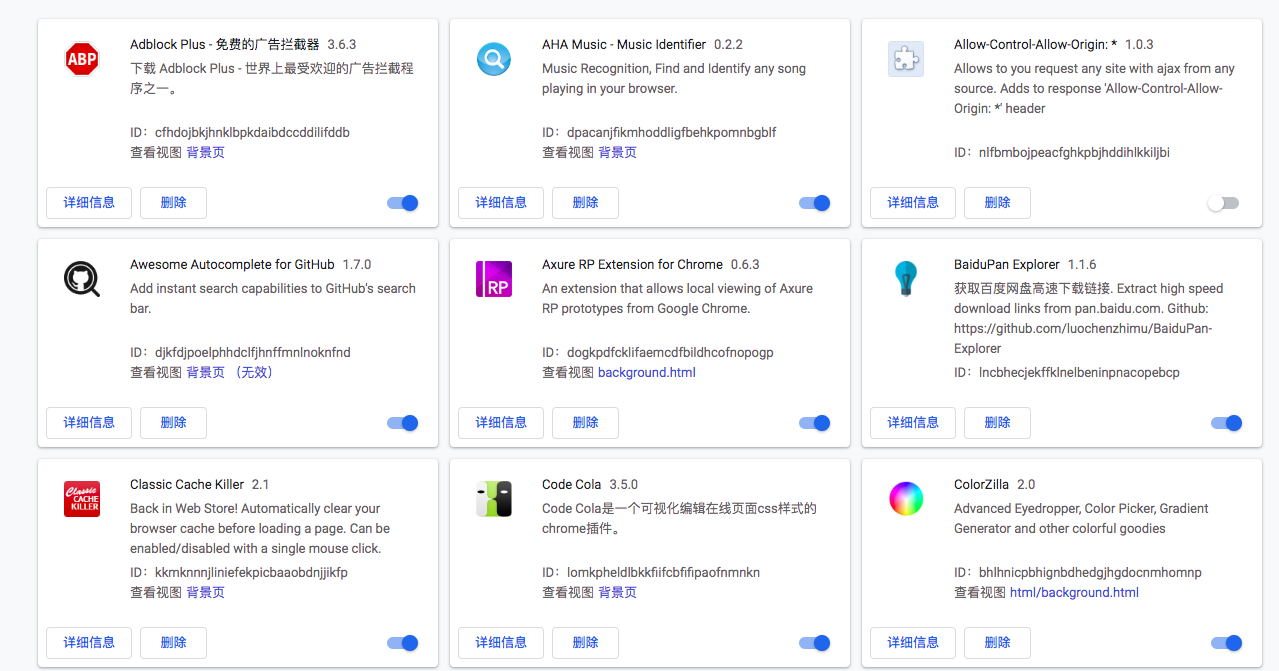 ABP
Adblock Plus - 免费的广告拦截器 3.6.3
下载 Adblock Plus - 世界上最受欢迎的广告拦截程
序之一。
ID：cfhdojbkjhnklbpkdaibdccddilifddb
查看视图 背景页
详细信息 删除
AHA Music - Music Identifier 0.2.2
Music Recognition, Find and Identify any song
playing in your browser.
ID：dpacanjfikmhoddligfbehkpomnbgblf
查看视图 背景页
详细信息 删除
Allow-Control-Allow-Origin: * 1.0.3
Allows to you request any site with ajax from any
source. Adds to response 'Allow-Control-Allow-
Origin: *' header
ID：nlfbmbojpeacfghkpbjhddihlkkiljbi
详细信息 删除
Awesome Autocomplete for GitHub 1.7.0
Add instant search capabilities to GitHub's search
bar.
ID：djkfdjpoelphhdclfjhnffmnlnoknfnd
查看视图 背景页 （无效）
详细信息 删除
RP
Axure RP Extension for Chrome 0.6.3
An extension that allows local viewing of Axure
RP prototypes from Google Chrome.
ID：dogkpdfcklifaemcdfbildhcofnopogp
查看视图 background.html
详细信息 删除
BaiduPan Explorer 1.1.6
获取百度网盘高速下载链接. Extract high speed
download links from pan.baidu.com. Github:
https://github.com/luochenzhimu/BaiduPan-
Explorer
ID：lncbhecjekffklnelbeninpnacopebcp
详细信息 删除
Classic
CACHE
KILLER
Classic Cache Killer 2.1
Back in Web Store! Automatically clear your
browser cache before loading a page. Can be
enabled/disabled with a single mouse click.
ID：kkmknnnjliniefekpicbaaobdnjjikfp
查看视图 背景页
详细信息 删除
Code Cola 3.5.0
Code Cola是一个可视化编辑在线页面css样式的
chrome插件。
ID：lomkpheldlbkkfiifcbfifipaofnmnkn
查看视图 背景页
详细信息 删除
ColorZilla 2.0
Advanced Eyedropper, Color Picker, Gradient
Generator and other colorful goodies
ID：bhlhnicpbhignbdhedgjhgdocnmhomnp
查看视图 html/background.html
详细信息 删除